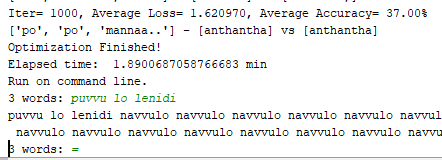 Iter= 1000, Average Loss= 1.620970, Average Accuracy= 37.00%
['po', 'po', 'mannaa..'] - [anthantha] vs [anthantha]
Optimization Finished!
Elapsed time:  1.8900687058766683 min
Run on command line.
3 words: puvvu lo lenidi
puvvu lo lenidi navvulo navvulo navvulo navvulo navvulo navvul
navvulo navvulo navvulo navvulo navvulo navvulo navvulo navvu
3 words: =